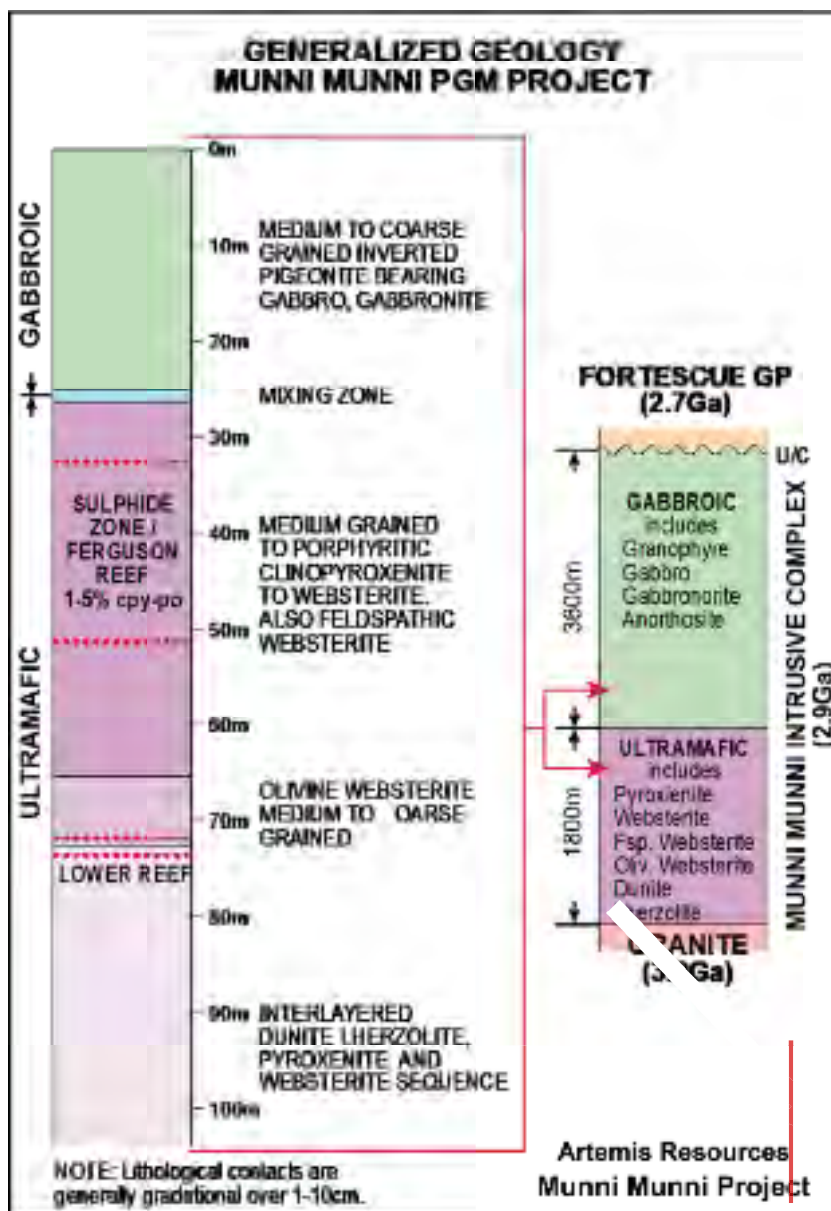 GENERALIZED GEOLOGY
MUNNI MUNNI PGM PROJECT
GABBROIC
ULTRAMAFIC
0m
10m
20m
30m
40m
50m
60m
70m
80m
90m
100m
SULPHIDE
ZONE /
FERGUSON
REEF
1-5% cpy-po
LOWER REEF
MEDIUM TO COARSE
GRAINED INVERTED
PIGEONITE BEARING
GABBRO, GABBRONITE
MIXING ZONE
MEDIUM GRAINED
TO PORPHYRITIC
CLINOPYROXENITE
TO WEBSTERITE.
ALSO FELDSPATHIC
WEBSTERITE
OLIVINE WEBSTERITE
MEDIUM TO OARSE
GRAINED
INTERLAYERED
DUNITE LHERZOLITE,
PYROXENITE AND
WEBSTERITE SEQUENCE
NOTE: Lithological contacts are
generally gradational over 1-10cm.
FORTESCUE GP
(2.7Ga)
U/C
3600m
GABBROIC
includes
Granophyre
Gabbro
Gabbronorite
Anorthosite
1800m
ULTRAMAFIC
includes
Pyroxienite
Websterite
Fsp. Websterite
Oliv. Websterite
Dunite
GRANITE
MUNNI MUNNI INTRUSIVE COMPLEX
(2.9Ga)
Artemis Resources
Munni Munni Project